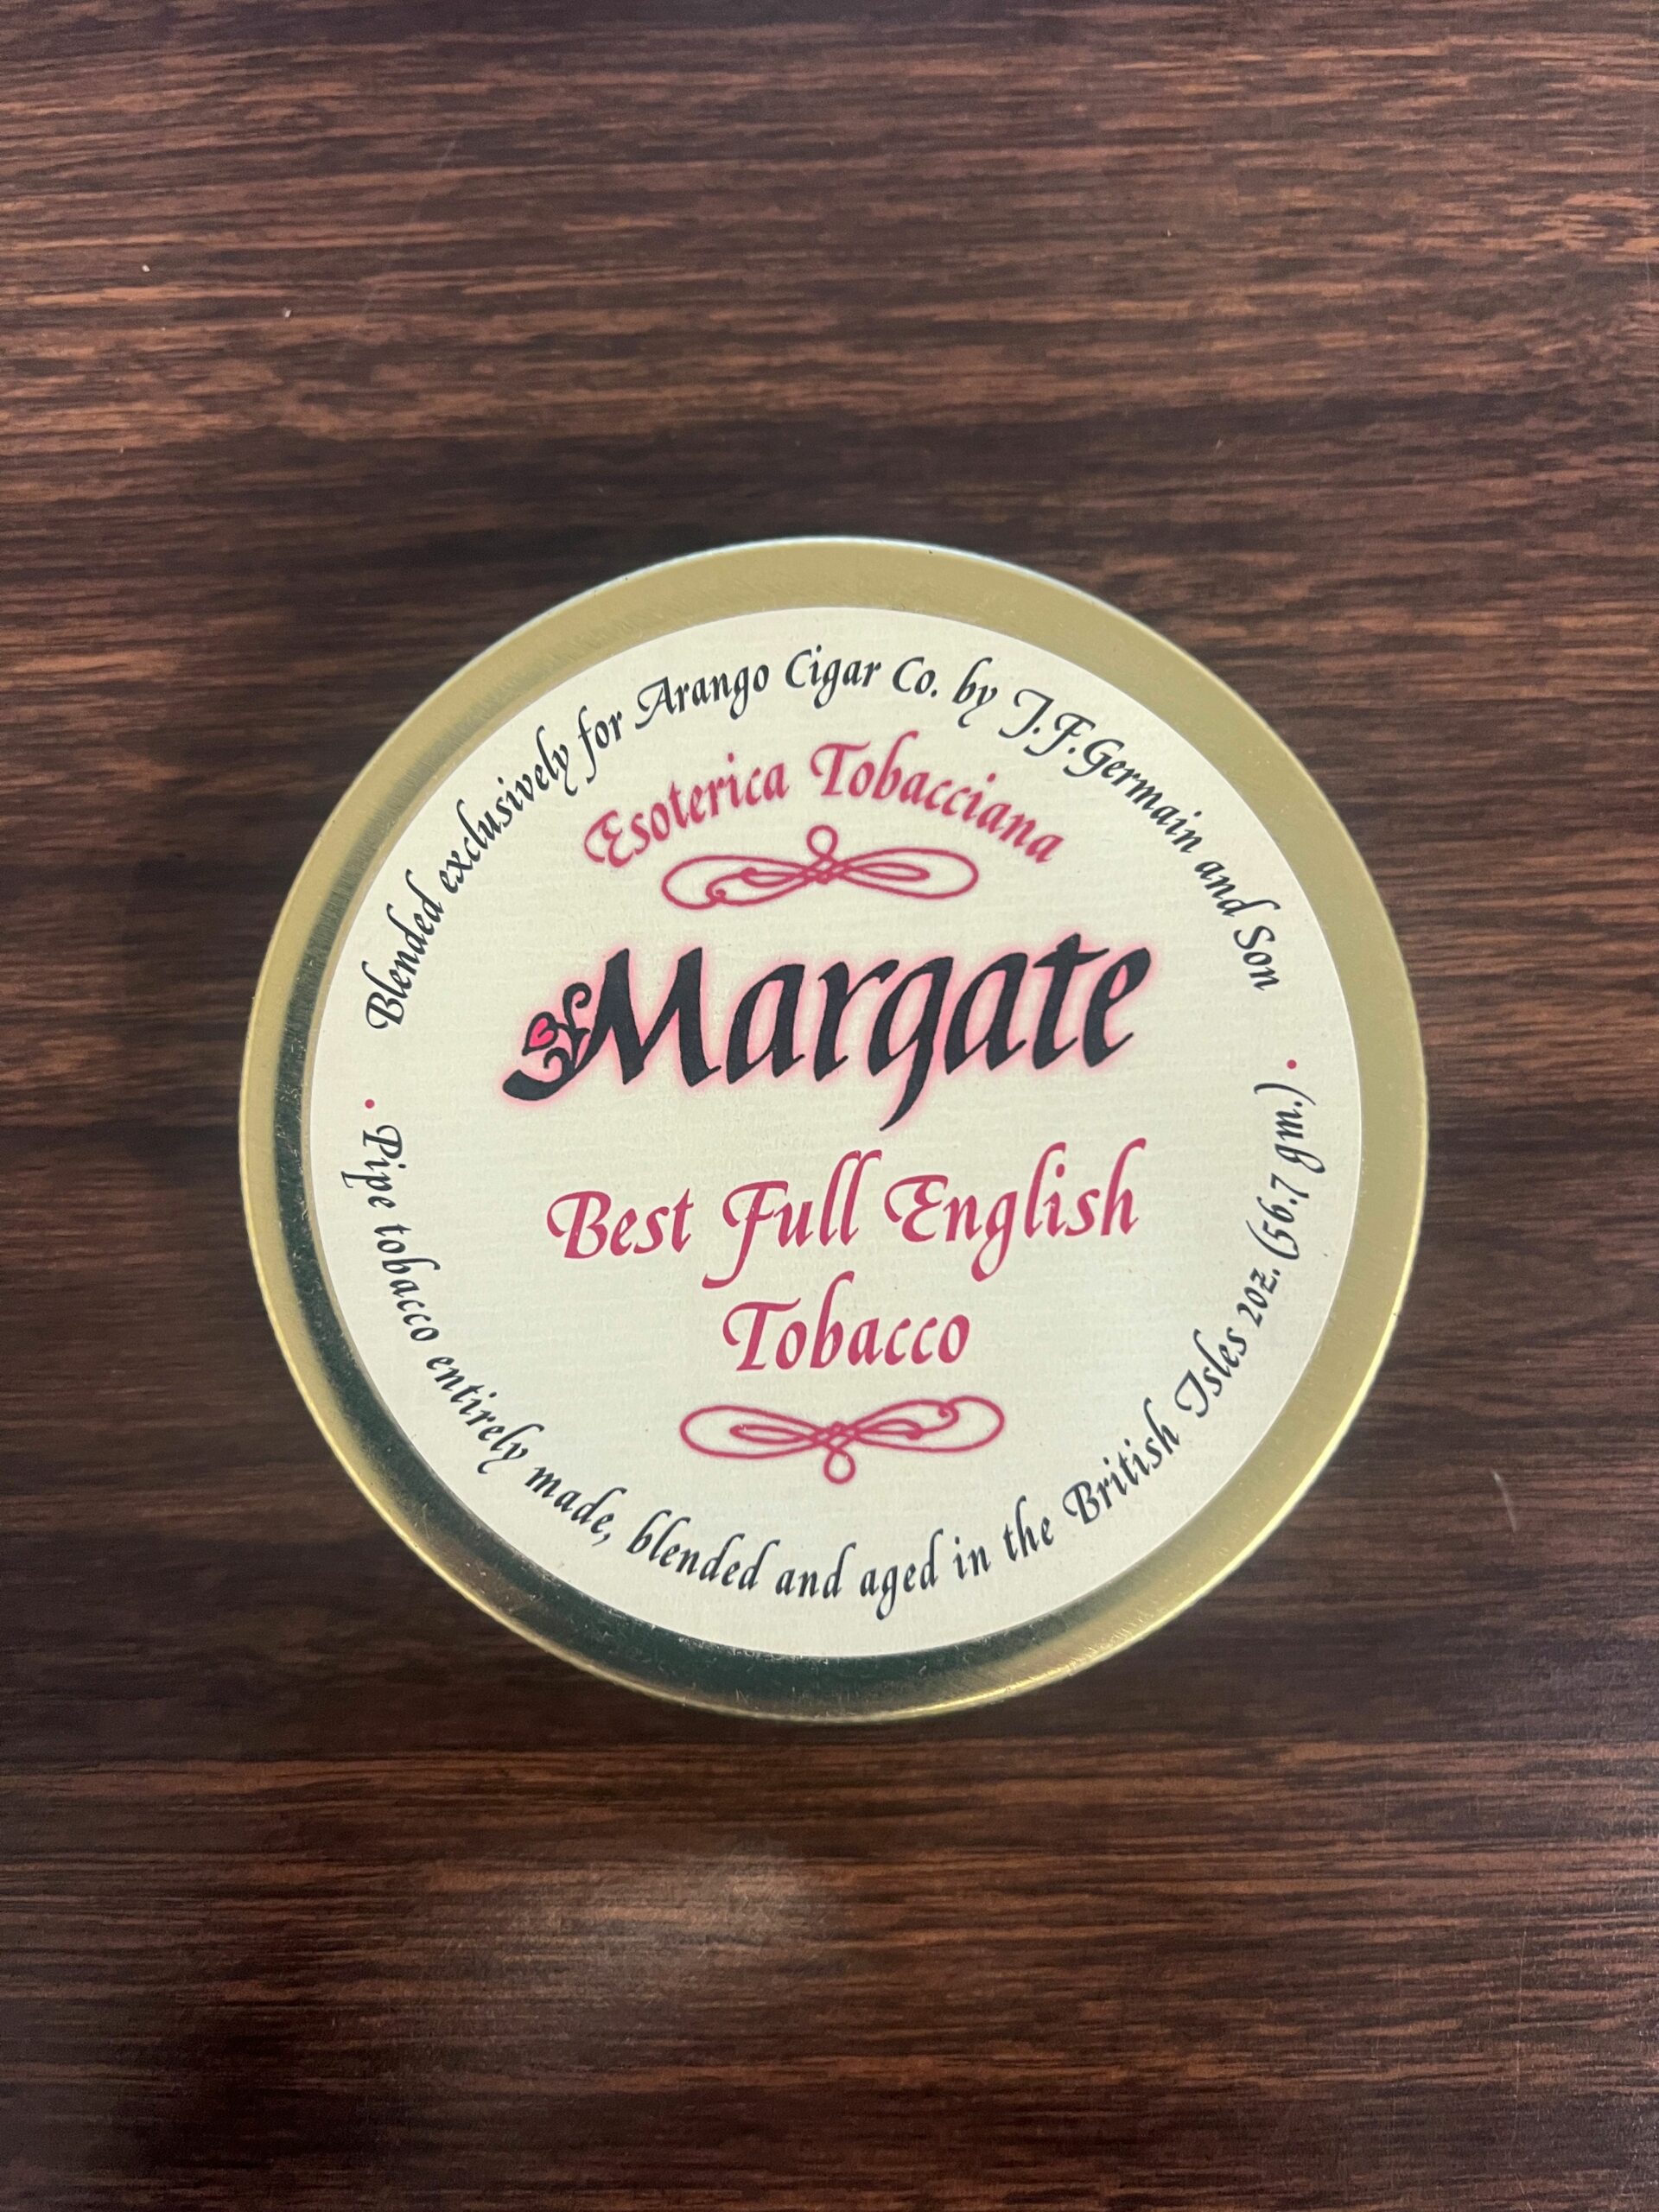 Blended exclusively for Arango Cigar Co. by J.F.Germain and Son
Esoterica Tobacciana
Margate
Best Full English
Tobacco
• Pipe tobacco entirely made, blended and aged in the British Isles 2oz. (56.7 gm.) •